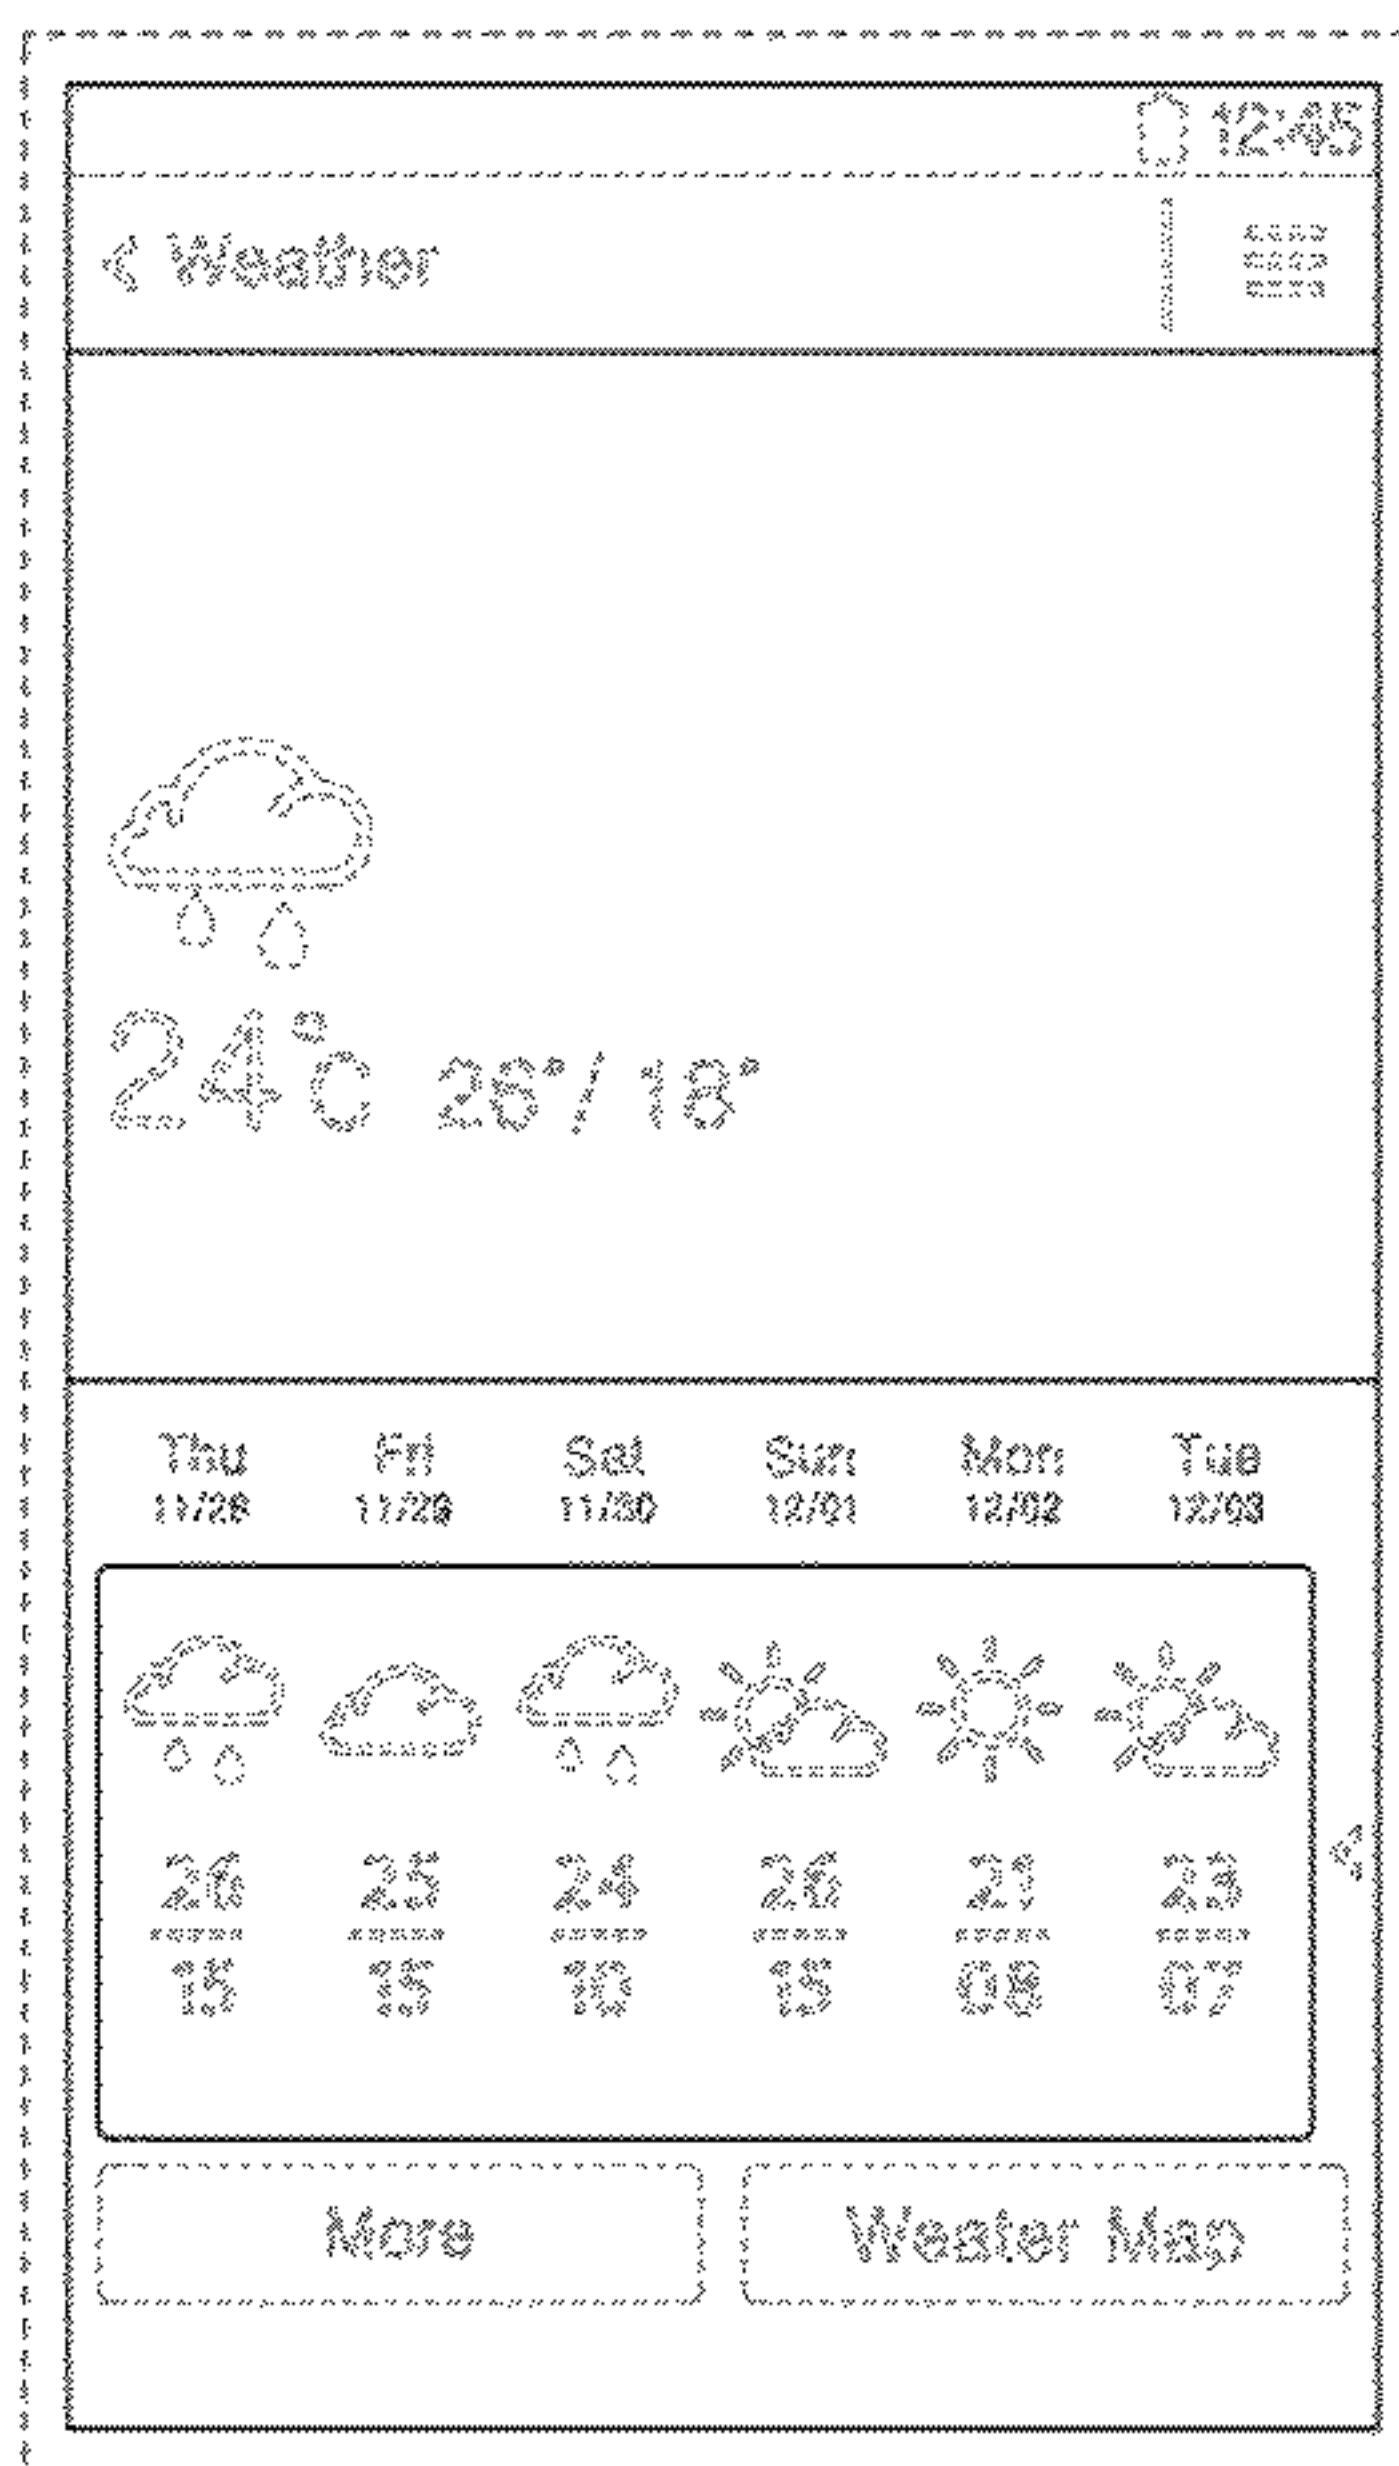 12:45
< Weather
24°C 26°/ 18°
Thu Fri Sat Sun Mon Tue
11/28 11/29 11/30 12/01 12/02 12/03
26 25 24 26 21 23
15 15 10 15 08 07
More Weater Map